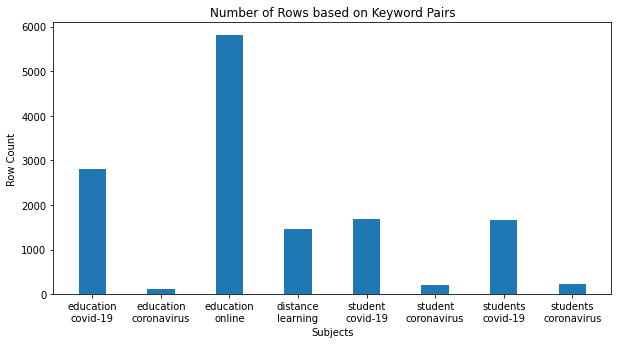 Number of Rows based on Keyword Pairs
Row Count
6000
5000
4000
3000
2000
1000
0
education covid-19
education coronavirus
education online
distance learning
student covid-19
student coronavirus
students covid-19
students coronavirus
Subjects